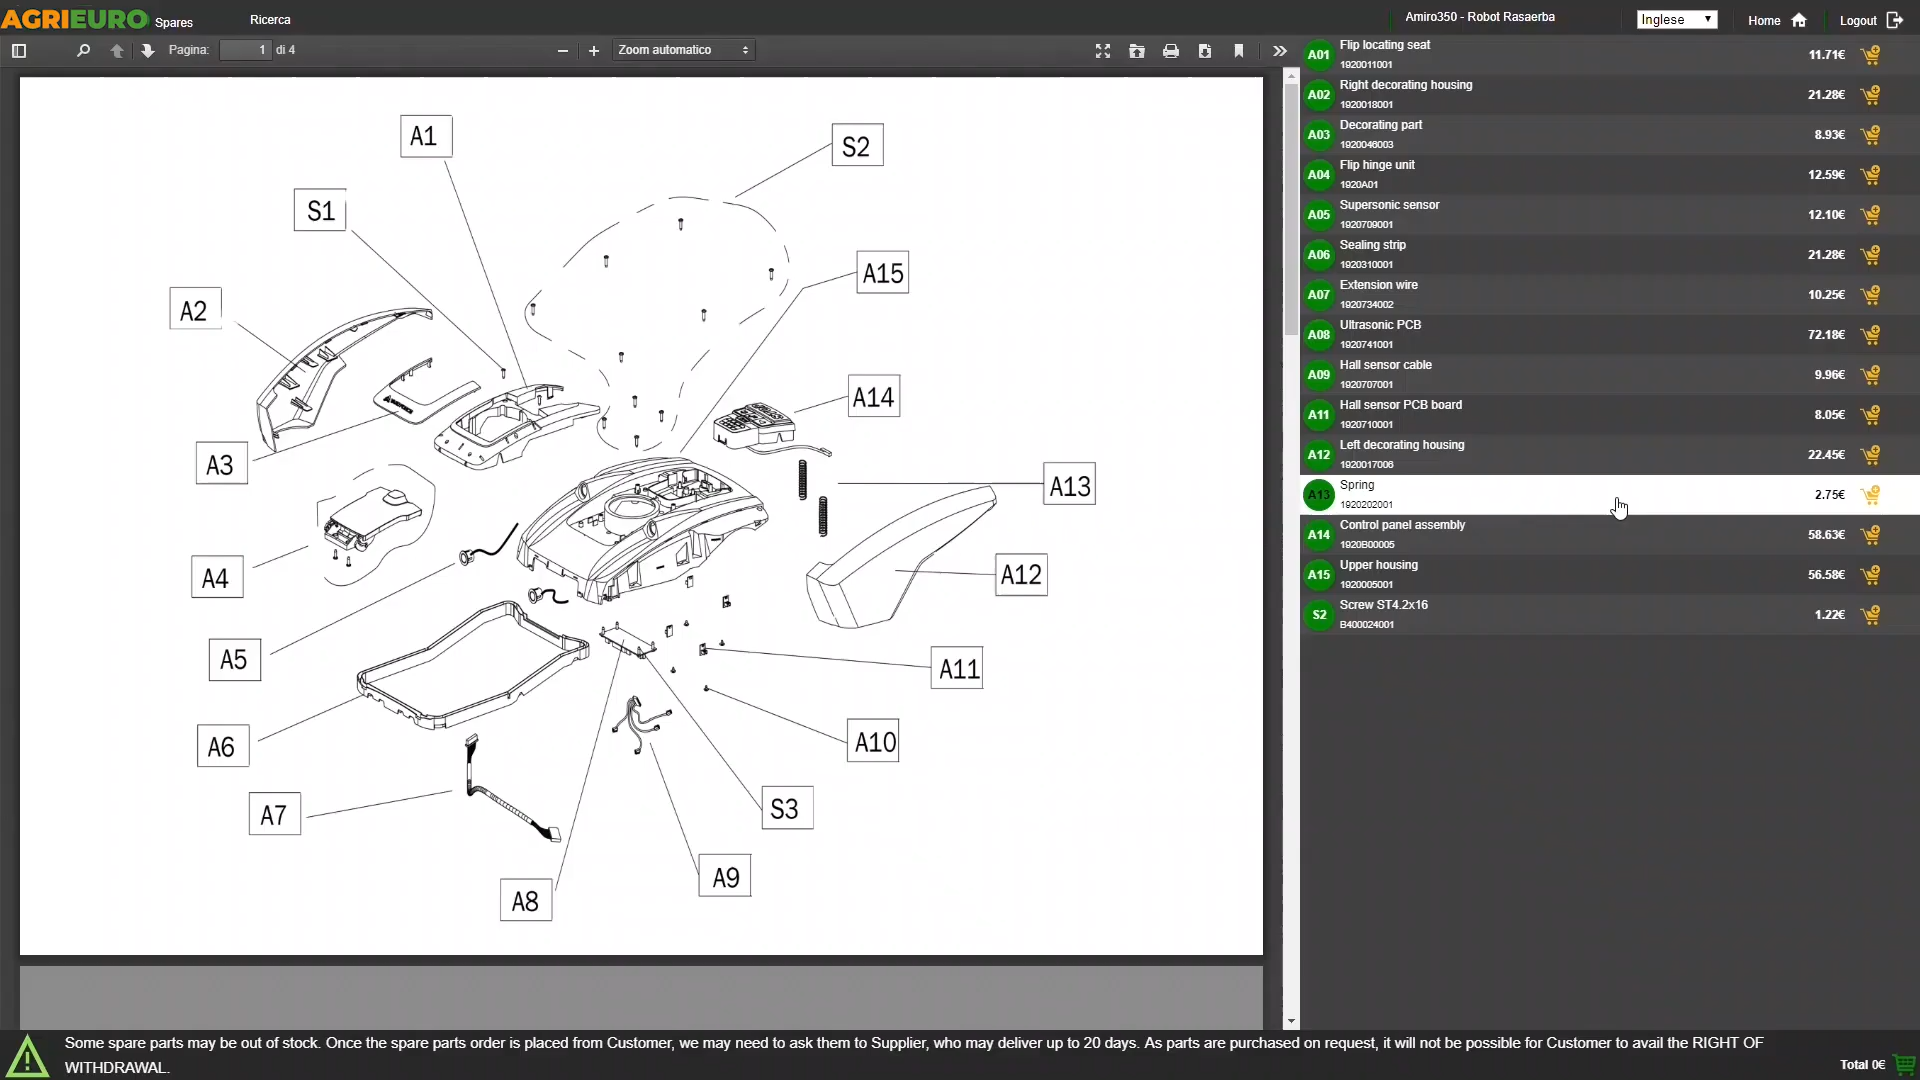 AGRIEURO Spares
Ricerca
Amiro350 - Robot Rasaerba
Inglese
Home
Logout
Pagina: 1 di 4
Zoom automatico
A1
S2
S1
A15
A2
A14
A3
A13
A4
A12
A5
A11
A6
A10
A7
S3
A9
A8
A01 Flip locating seat 11.71€
1920011001
A02 Right decorating housing 21.28€
1920018001
A03 Decorating part 8.93€
1920046003
A04 Flip hinge unit 12.59€
1920A01
A05 Supersonic sensor 12.10€
1920709001
A06 Sealing strip 21.28€
1920310001
A07 Extension wire 10.25€
1920734002
A08 Ultrasonic PCB 72.18€
1920741001
A09 Hall sensor cable 9.96€
1920707001
A11 Hall sensor PCB board 8.05€
1920710001
A12 Left decorating housing 22.45€
1920017006
A13 Spring 2.75€
1920202001
A14 Control panel assembly 58.63€
1920B00005
A15 Upper housing 56.58€
1920005001
S2 Screw ST4.2x16 1.22€
B400024001
Some spare parts may be out of stock. Once the spare parts order is placed from Customer, we may need to ask them to Supplier, who may deliver up to 20 days. As parts are purchased on request, it will not be possible for Customer to avail the RIGHT OF
WITHDRAWAL.
Total 0€